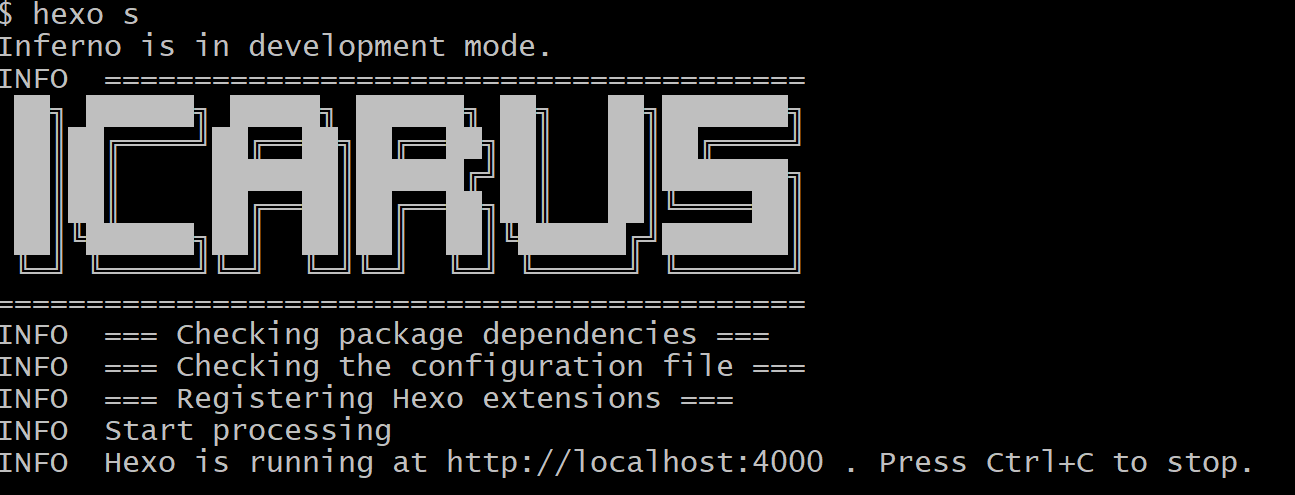 $ hexo s
Inferno is in development mode.
INFO  =======================================
ICARUS
=============================================
INFO  === Checking package dependencies ===
INFO  === Checking the configuration file ===
INFO  === Registering Hexo extensions ===
INFO  Start processing
INFO  Hexo is running at http://localhost:4000 . Press Ctrl+C to stop.